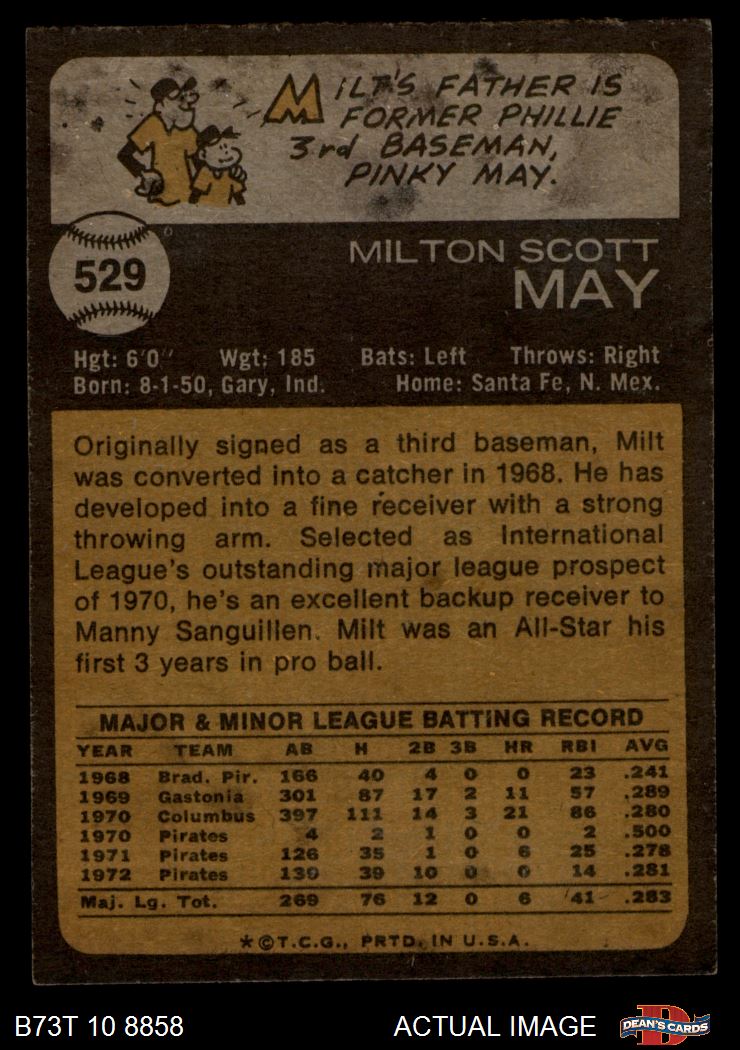 MILT'S FATHER IS
FORMER PHILLIE
3rd BASEMAN,
PINKY MAY.
529
MILTON SCOTT
MAY
Hgt: 6'0" Wgt: 185 Bats: Left Throws: Right
Born: 8-1-50, Gary, Ind. Home: Santa Fe, N. Mex.
Originally signed as a third baseman, Milt
was converted into a catcher in 1968. He has
developed into a fine receiver with a strong
throwing arm. Selected as International
League's outstanding major league prospect
of 1970, he's an excellent backup receiver to
Manny Sanguillen. Milt was an All-Star his
first 3 years in pro ball.
MAJOR & MINOR LEAGUE BATTING RECORD
YEAR TEAM AB H 2B 3B HR RBI AVG
1968 Brad. Pir. 166 40 4 0 0 23 .241
1969 Gastonia 301 87 17 2 11 57 .289
1970 Columbus 397 111 14 3 21 86 .280
1970 Pirates 4 2 1 0 0 2 .500
1971 Pirates 126 35 1 0 6 25 .278
1972 Pirates 139 39 10 0 0 14 .281
Maj. Lg. Tot. 269 76 12 0 6 41 .283
*©T.C.G., PRTD. IN U.S.A.
B73T 10 8858 ACTUAL IMAGE DEAN'S CARDS